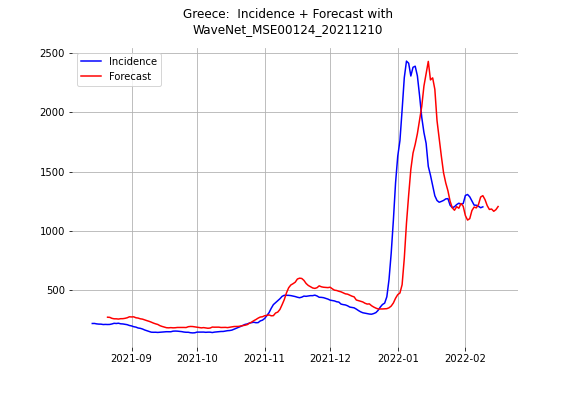 Greece:  Incidence + Forecast with
WaveNet_MSE00124_20211210
2500
2000
1500
1000
500
Incidence
Forecast
2021-09
2021-10
2021-11
2021-12
2022-01
2022-02